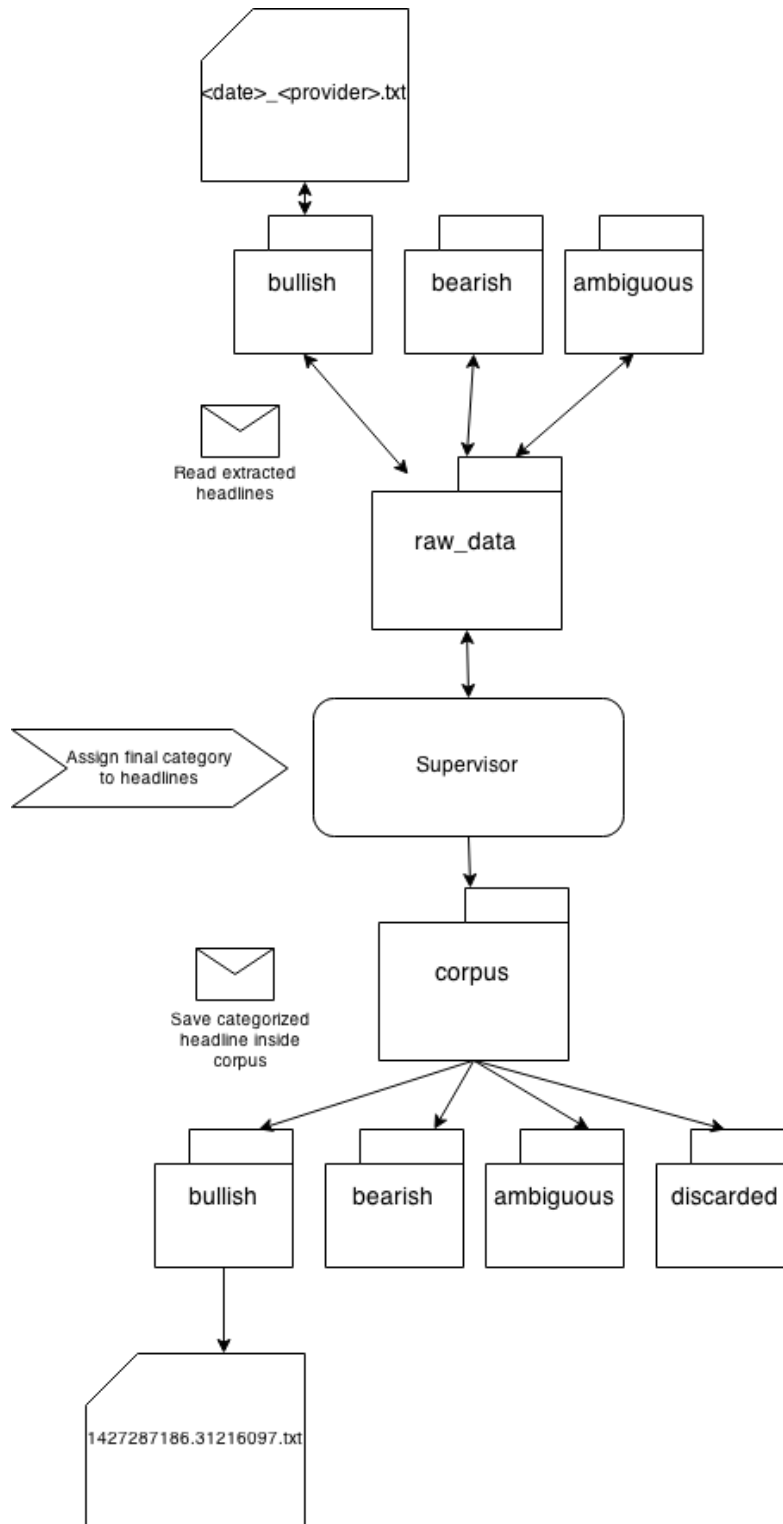 <date>_<provider>.txt
bullish
bearish
ambiguous
Read extracted
headlines
raw_data
Assign final category
to headlines
Supervisor
corpus
Save categorized
headline inside
corpus
bullish
bearish
ambiguous
discarded
1427287186.31216097.txt